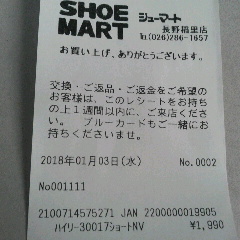 SHOE
MART
シューマート
長野稲里店
TEL(026-286-1657
お買い上げ、ありがとうございます。
交換・ご返品・ご返金をご希望の
お客様は、このレシートをお持ち
の上1週間以内に、ご来店くださ
い。 ブルーカードもご一緒にお
持ちくださいませ。
2018年01月03日(水) No.0002
No001111
2100714575271 JAN 2200000019905
ハイリー30017ショートNV ¥1,990